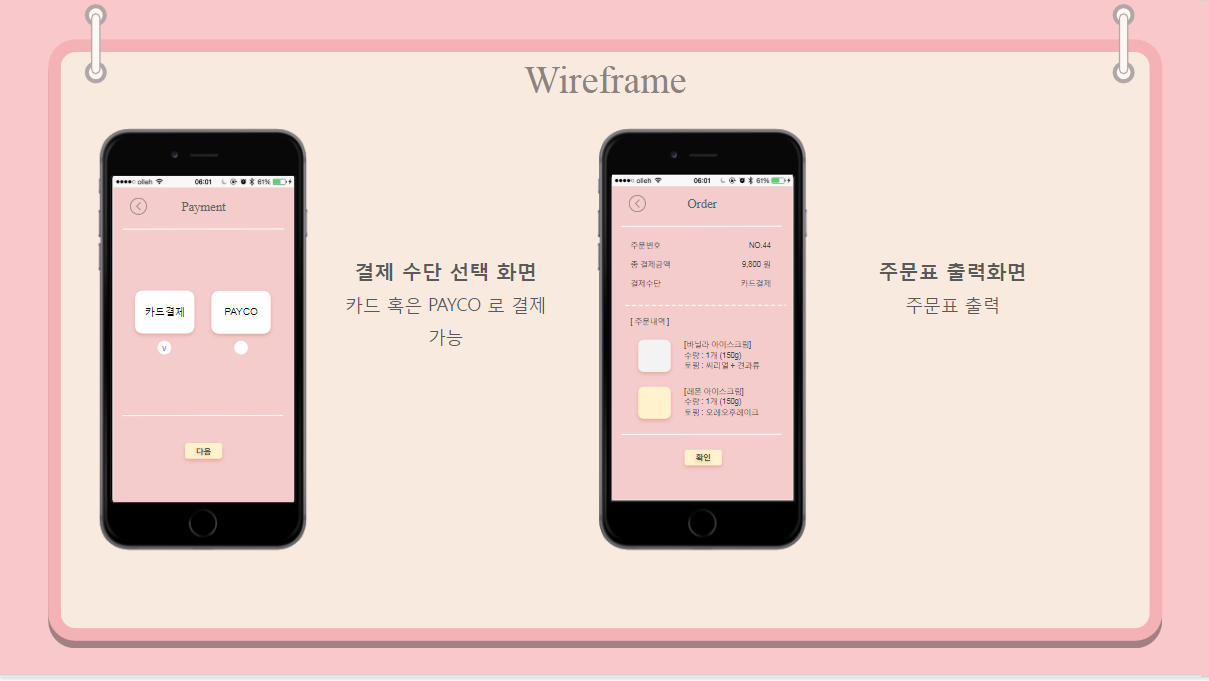 Wireframe
olleh 06:01 61%
Payment
카드결제 PAYCO
v
다음
결제 수단 선택 화면
카드 혹은 PAYCO 로 결제
가능
olleh 06:01 61%
Order
주문번호 NO.44
총 결제금액 9,800 원
결제수단 카드결제
[주문내역]
[바닐라 아이스크림]
수량 : 1개 (150g)
토핑 : 씨리얼 + 견과류
[레몬 아이스크림]
수량 : 1개 (150g)
토핑 : 오레오후레이크
확인
주문표 출력화면
주문표 출력